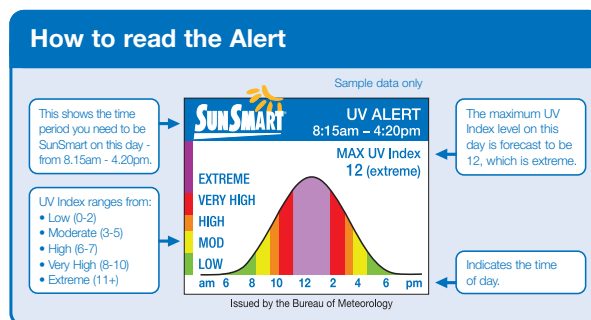 How to read the Alert
Sample data only
This shows the time
period you need to be
SunSmart on this day -
from 8.15am - 4.20pm.
UV Index ranges from:
• Low (0-2)
• Moderate (3-5)
• High (6-7)
• Very High (8-10)
• Extreme (11+)
SUNSMART
UV ALERT
8:15am – 4:20pm
MAX UV Index
12 (extreme)
EXTREME
VERY HIGH
HIGH
MOD
LOW
am 6 8 10 12 2 4 6 pm
Issued by the Bureau of Meteorology
The maximum UV
Index level on this
day is forecast to be
12, which is extreme.
Indicates the time
of day.